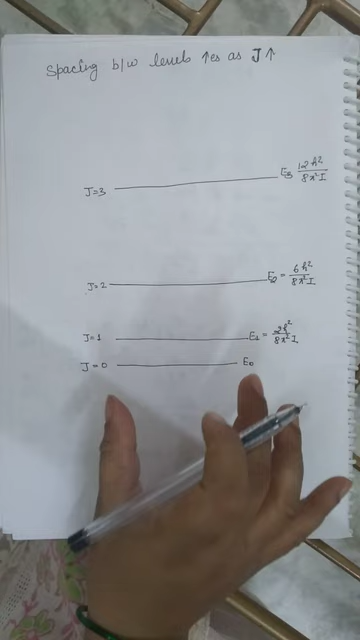 Spacing b/w levels ↑es as J ↑
J=3 E3 12h²/8π²I
J=2 E2 = 6h²/8π²I
J=1 E1 = 2h²/8π²I
J=0 E0